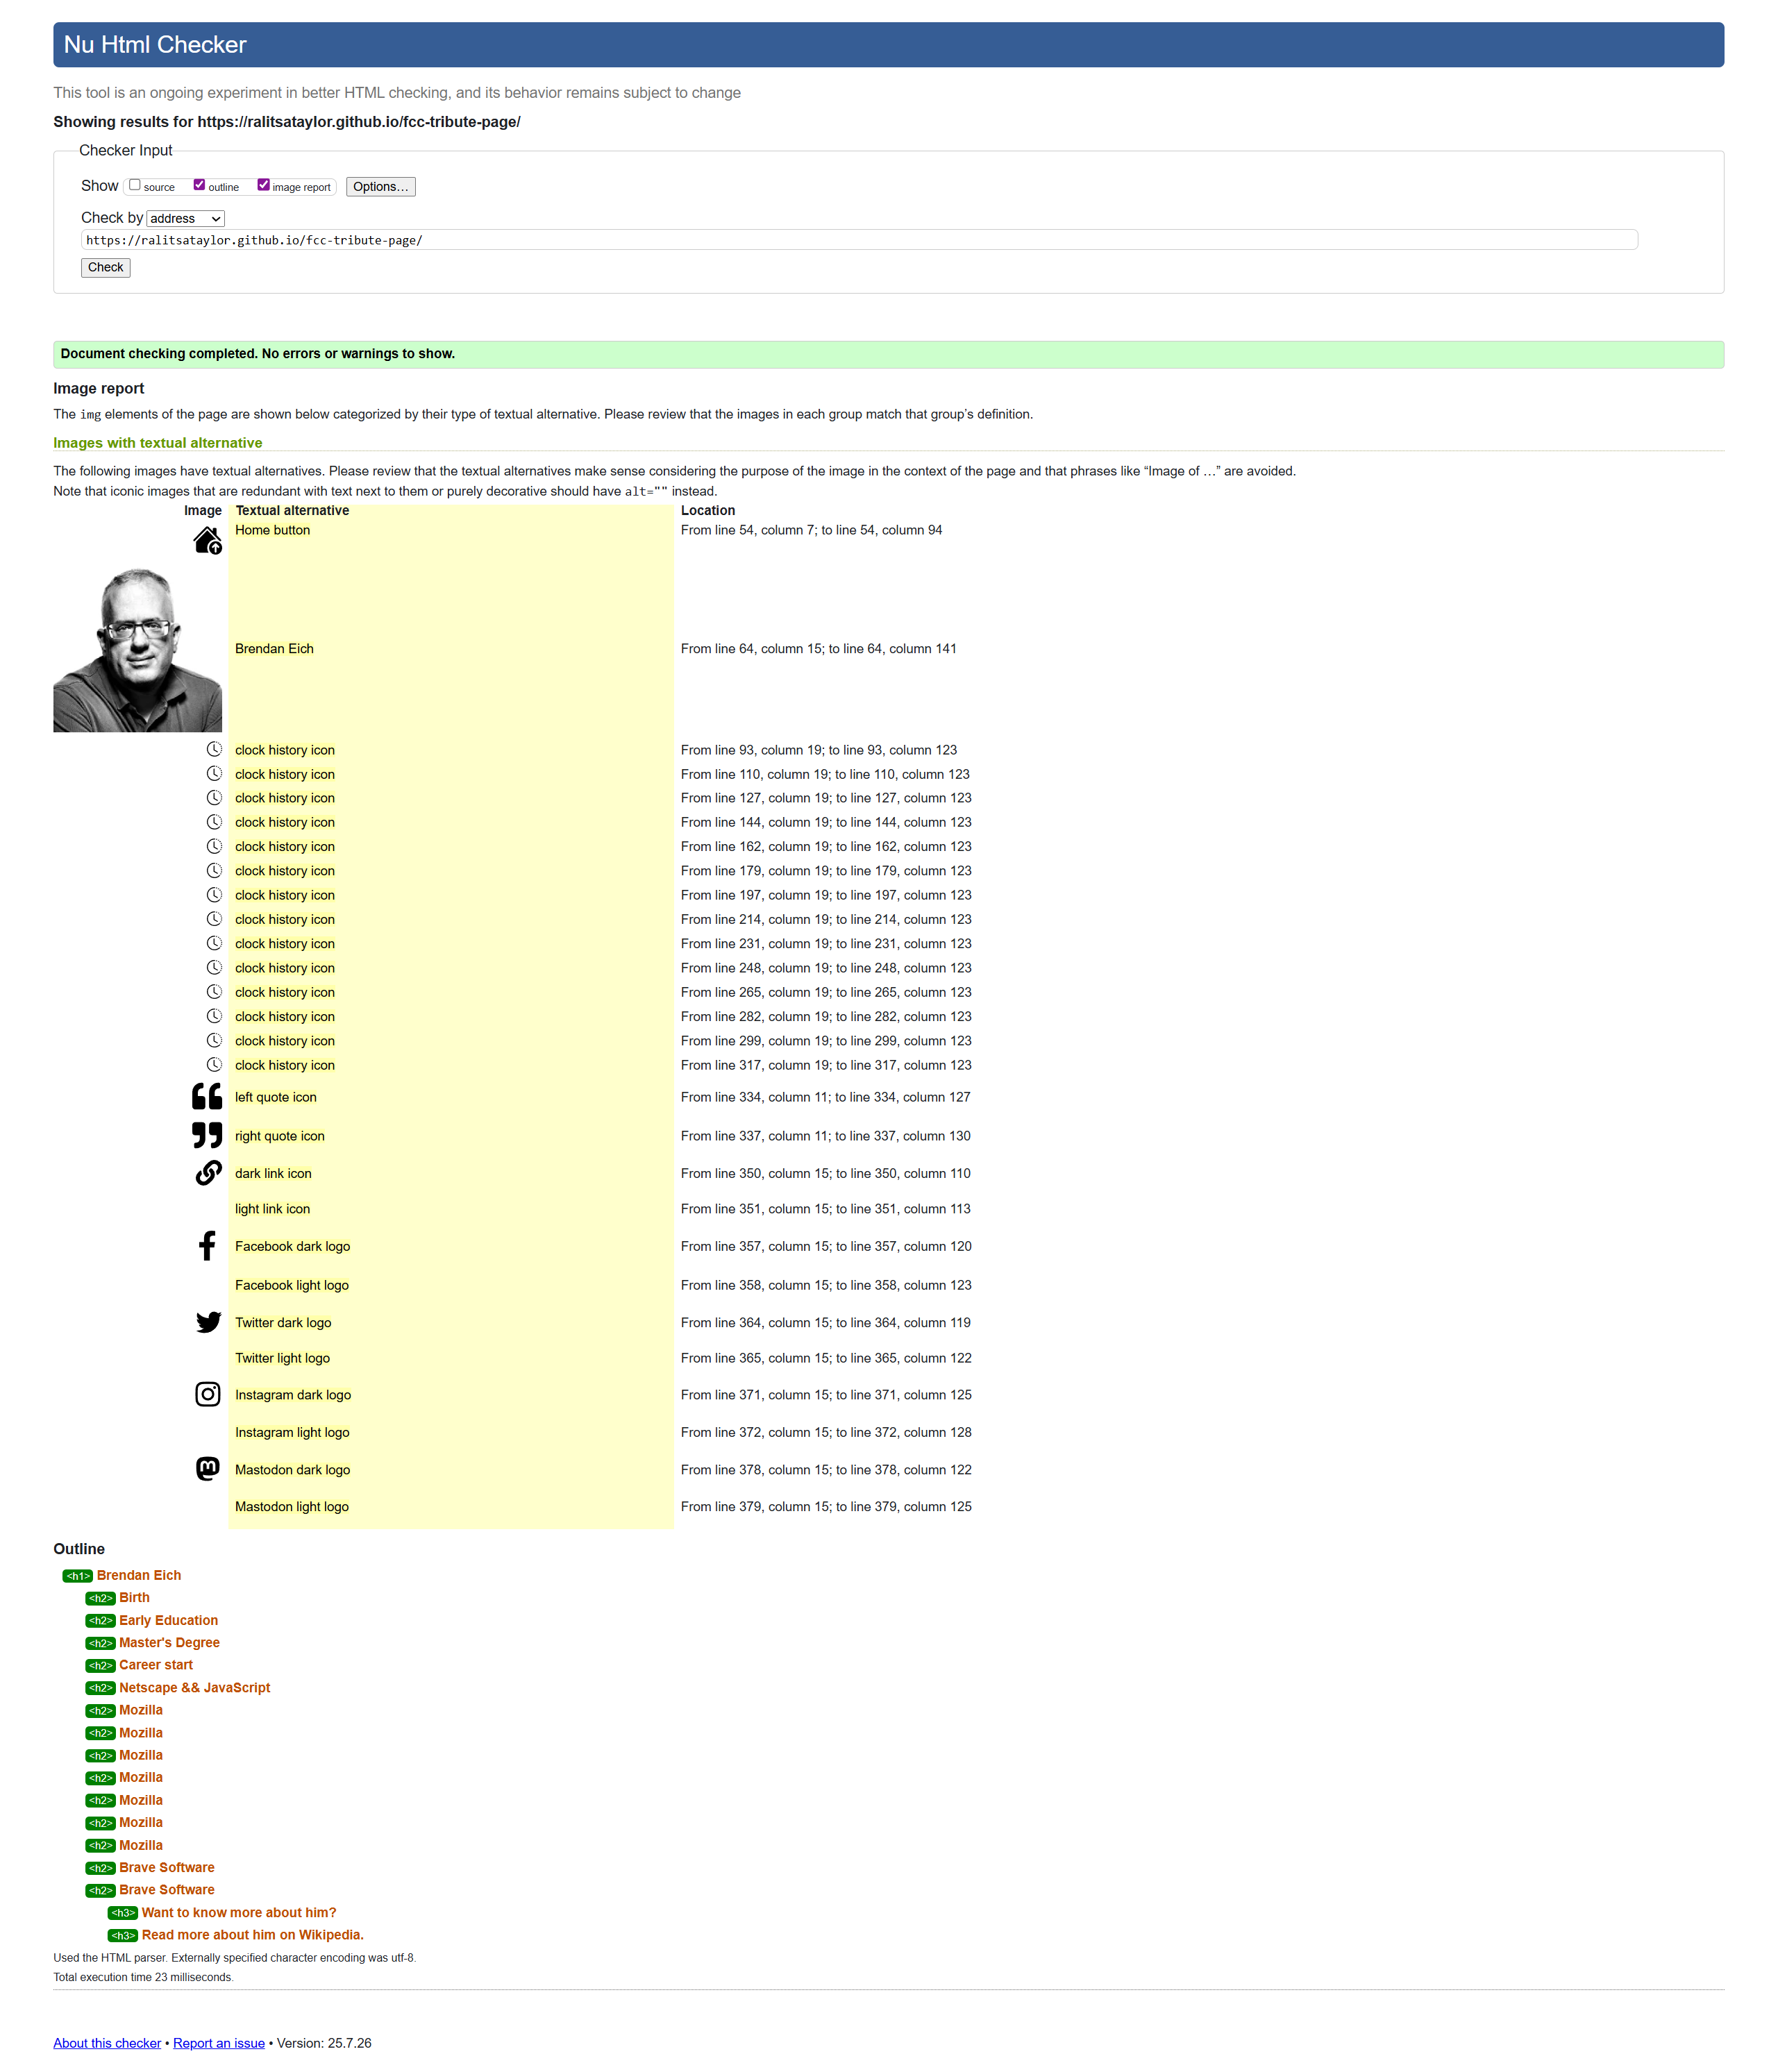 Nu Html Checker
This tool is an ongoing experiment in better HTML checking, and its behavior remains subject to change
Showing results for https://ralitsataylor.github.io/fcc-tribute-page/
Checker Input
Show source outline image report Options…
Check by address
https://ralitsataylor.github.io/fcc-tribute-page/
Check
Document checking completed. No errors or warnings to show.
Image report
The img elements of the page are shown below categorized by their type of textual alternative. Please review that the images in each group match that group’s definition.
Images with textual alternative
The following images have textual alternatives. Please review that the textual alternatives make sense considering the purpose of the image in the context of the page and that phrases like “Image of …” are avoided.
Note that iconic images that are redundant with text next to them or purely decorative should have alt="" instead.
Image Textual alternative Location
Home button From line 54, column 7; to line 54, column 94
Brendan Eich From line 64, column 15; to line 64, column 141
clock history icon From line 93, column 19; to line 93, column 123
clock history icon From line 110, column 19; to line 110, column 123
clock history icon From line 127, column 19; to line 127, column 123
clock history icon From line 144, column 19; to line 144, column 123
clock history icon From line 162, column 19; to line 162, column 123
clock history icon From line 179, column 19; to line 179, column 123
clock history icon From line 197, column 19; to line 197, column 123
clock history icon From line 214, column 19; to line 214, column 123
clock history icon From line 231, column 19; to line 231, column 123
clock history icon From line 248, column 19; to line 248, column 123
clock history icon From line 265, column 19; to line 265, column 123
clock history icon From line 282, column 19; to line 282, column 123
clock history icon From line 299, column 19; to line 299, column 123
clock history icon From line 317, column 19; to line 317, column 123
left quote icon From line 334, column 11; to line 334, column 127
right quote icon From line 337, column 11; to line 337, column 130
dark link icon From line 350, column 15; to line 350, column 110
light link icon From line 351, column 15; to line 351, column 113
Facebook dark logo From line 357, column 15; to line 357, column 120
Facebook light logo From line 358, column 15; to line 358, column 123
Twitter dark logo From line 364, column 15; to line 364, column 119
Twitter light logo From line 365, column 15; to line 365, column 122
Instagram dark logo From line 371, column 15; to line 371, column 125
Instagram light logo From line 372, column 15; to line 372, column 128
Mastodon dark logo From line 378, column 15; to line 378, column 122
Mastodon light logo From line 379, column 15; to line 379, column 125
Outline
<h1> Brendan Eich
<h2> Birth
<h2> Early Education
<h2> Master's Degree
<h2> Career start
<h2> Netscape && JavaScript
<h2> Mozilla
<h2> Mozilla
<h2> Mozilla
<h2> Mozilla
<h2> Mozilla
<h2> Mozilla
<h2> Mozilla
<h2> Brave Software
<h2> Brave Software
<h3> Want to know more about him?
<h3> Read more about him on Wikipedia.
Used the HTML parser. Externally specified character encoding was utf-8.
Total execution time 23 milliseconds.
About this checker • Report an issue • Version: 25.7.26